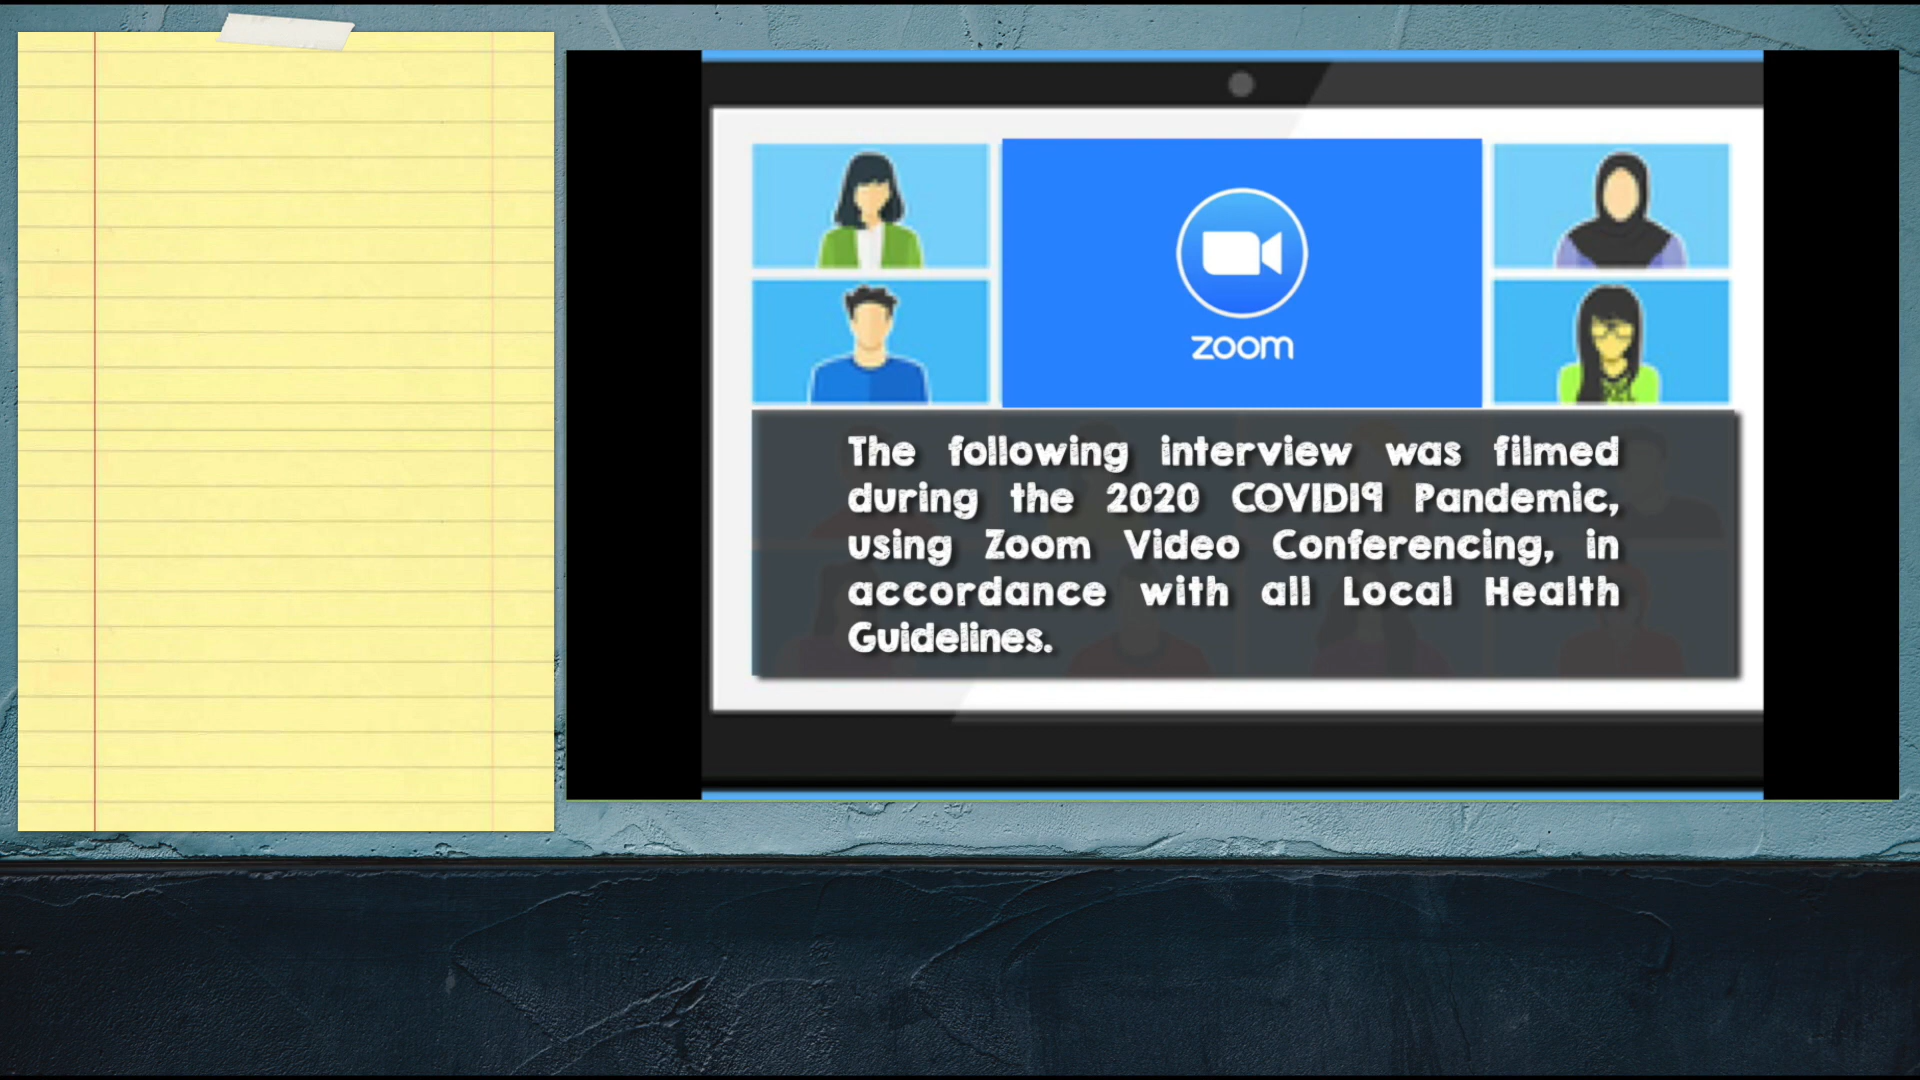 zoom
The following interview was filmed
during the 2020 COVID19 Pandemic,
using Zoom Video Conferencing, in
accordance with all Local Health
Guidelines.